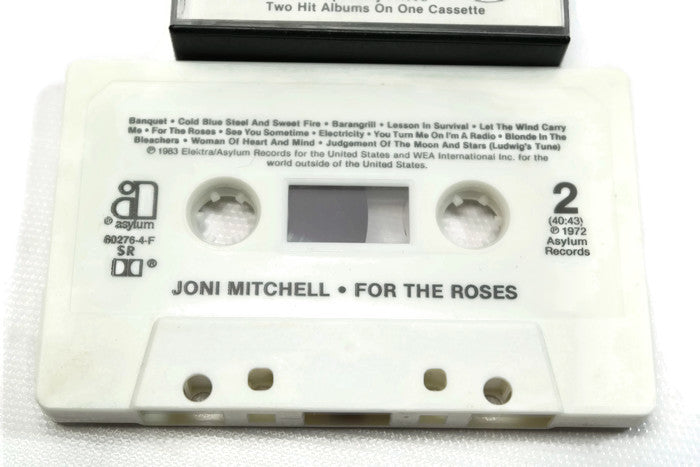 Two Hit Albums On One Cassette
Banquet • Cold Blue Steel And Sweet Fire • Barangrill • Lesson In Survival • Let The Wind Carry
Me • For The Roses • See You Sometime • Electricity • You Turn Me On I'm A Radio • Blonde In The
Bleachers • Woman Of Heart And Mind • Judgement Of The Moon And Stars (Ludwig's Tune)
℗ 1983 Elektra/Asylum Records for the United States and WEA International Inc. for the
world outside of the United States.
® asylum
60276-4-F
SR
®
2
(40:43)
℗ 1972
Asylum
Records
JONI MITCHELL • FOR THE ROSES